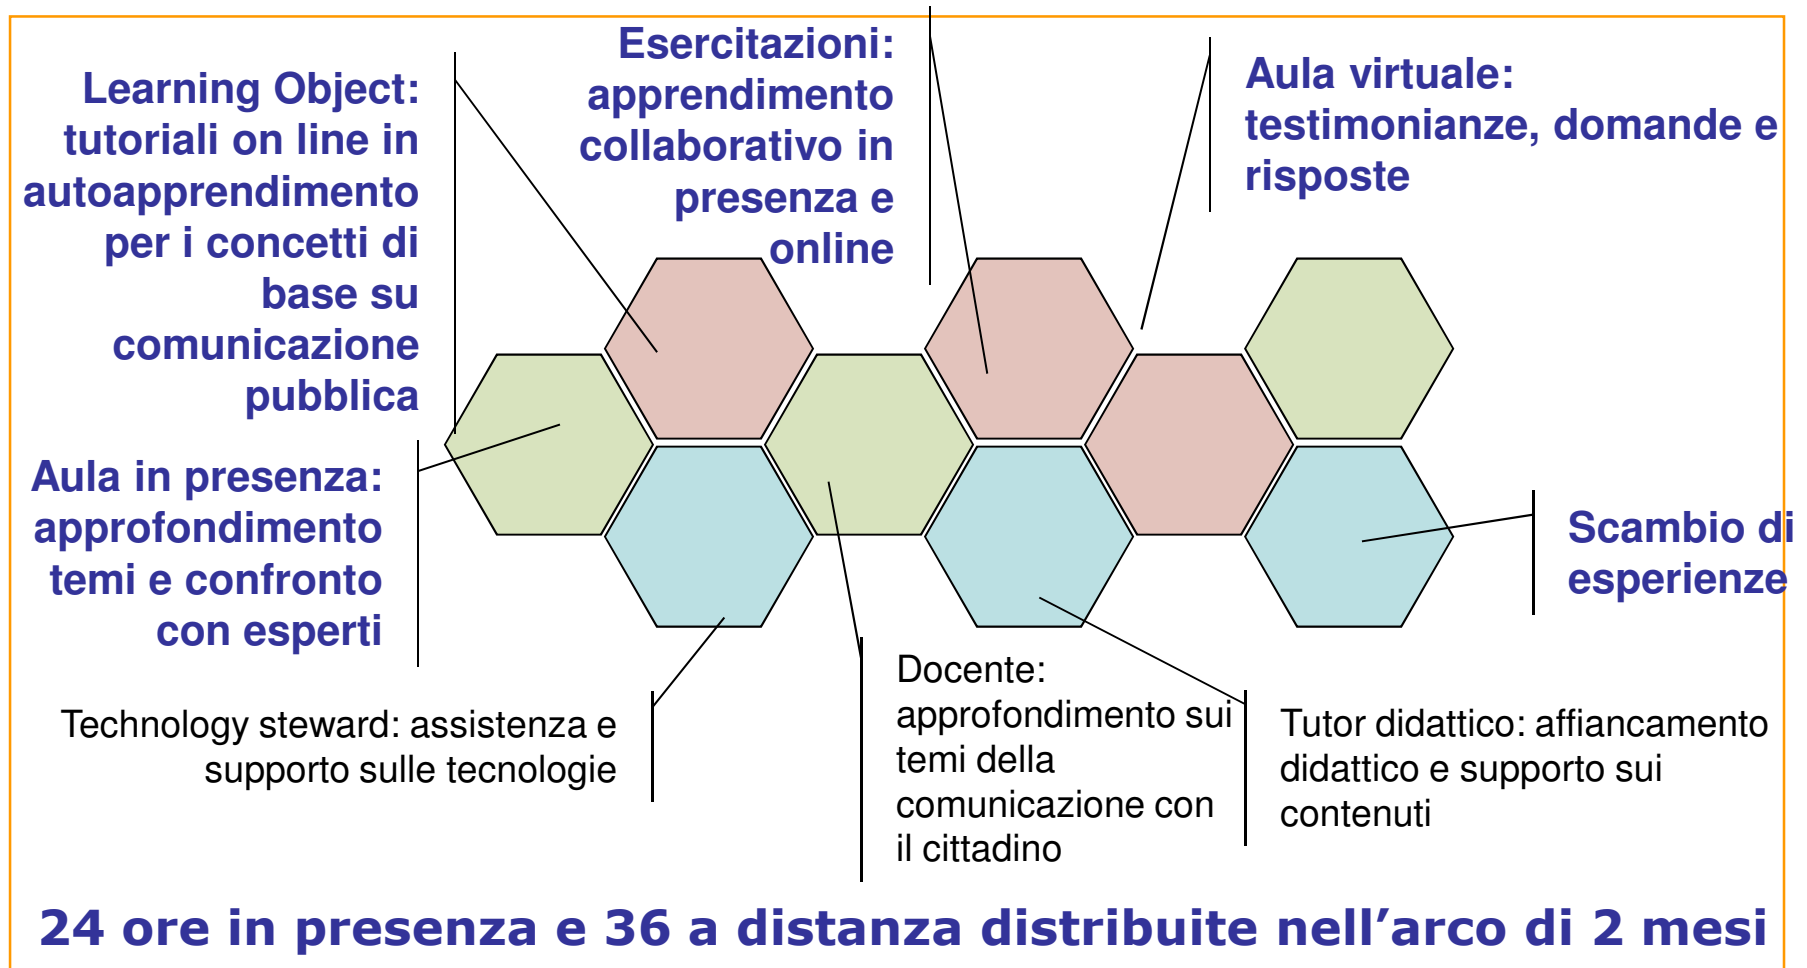 Learning Object:
tutoriali on line in
autoapprendimento
per i concetti di
base su
comunicazione
pubblica
Esercitazioni:
apprendimento
collaborativo in
presenza e
online
Aula virtuale:
testimonianze, domande e
risposte
Aula in presenza:
approfondimento
temi e confronto
con esperti
Scambio di
esperienze
Technology steward: assistenza e
supporto sulle tecnologie
Docente:
approfondimento sui
temi della
comunicazione con
il cittadino
Tutor didattico: affiancamento
didattico e supporto sui
contenuti
24 ore in presenza e 36 a distanza distribuite nell’arco di 2 mesi